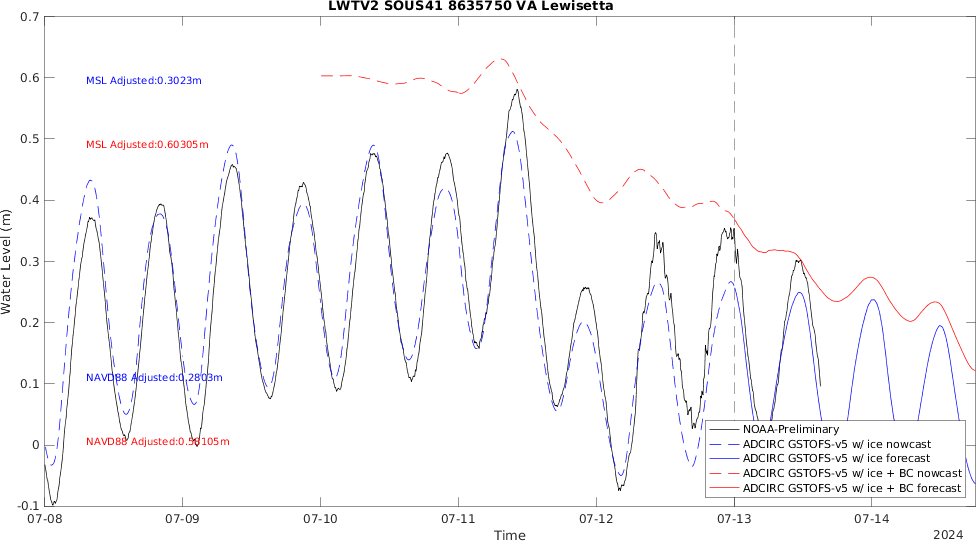 LWTV2 SOUS41 8635750 VA Lewisetta
0.7
0.6
0.5
0.4
0.3
0.2
0.1
0
-0.1
Water Level (m)
MSL Adjusted:0.3023m
MSL Adjusted:0.60305m
NAVD88 Adjusted:0.2803m
NAVD88 Adjusted:0.58105m
NOAA-Preliminary
ADCIRC GSTOFS-v5 w/ ice nowcast
ADCIRC GSTOFS-v5 w/ ice forecast
ADCIRC GSTOFS-v5 w/ ice + BC nowcast
ADCIRC GSTOFS-v5 w/ ice + BC forecast
07-08
07-09
07-10
07-11
07-12
07-13
07-14
Time
2024